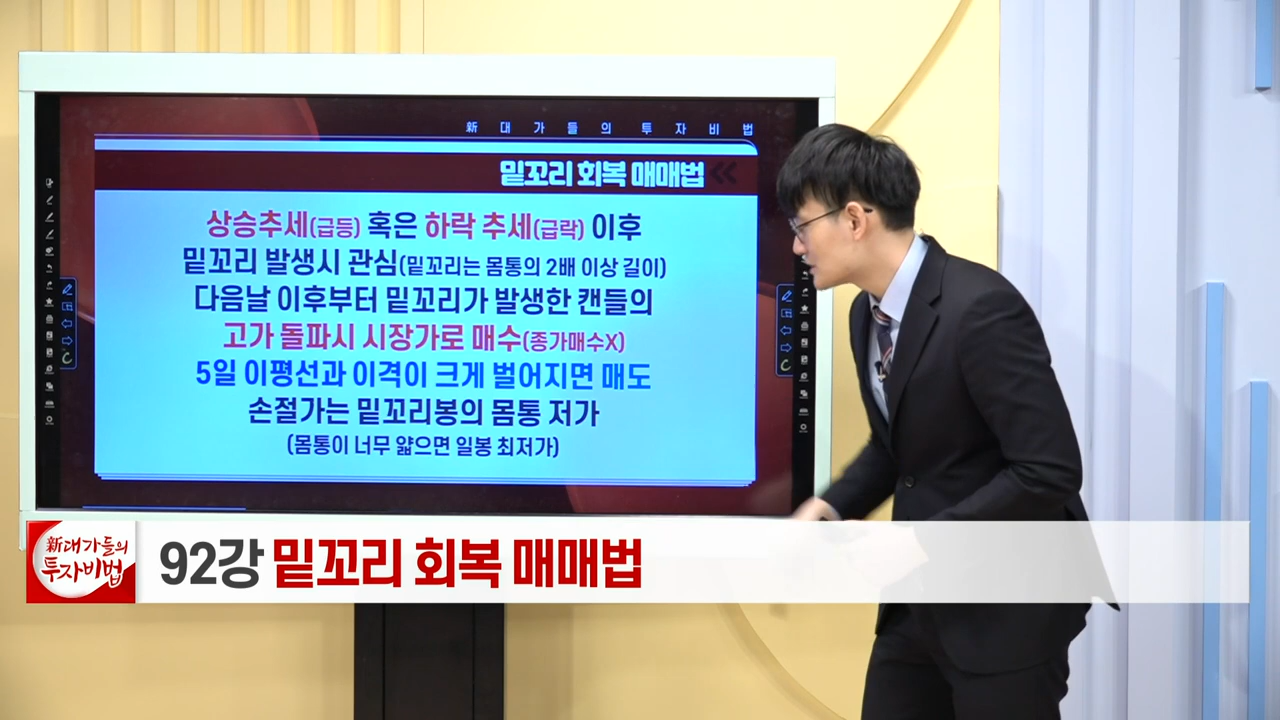 新 대 가 들 의 투 자 비 법
밑꼬리 회복 매매법
상승추세(급등) 혹은 하락 추세(급락) 이후
밑꼬리 발생시 관심(밑꼬리는 몸통의 2배 이상 길이)
다음날 이후부터 밑꼬리가 발생한 캔들의
고가 돌파시 시장가로 매수(종가매수X)
5일 이평선과 이격이 크게 벌어지면 매도
손절가는 밑꼬리봉의 몸통 저가
(몸통이 너무 얇으면 일봉 최저가)
新대가들의
투자비법
92강 밑꼬리 회복 매매법